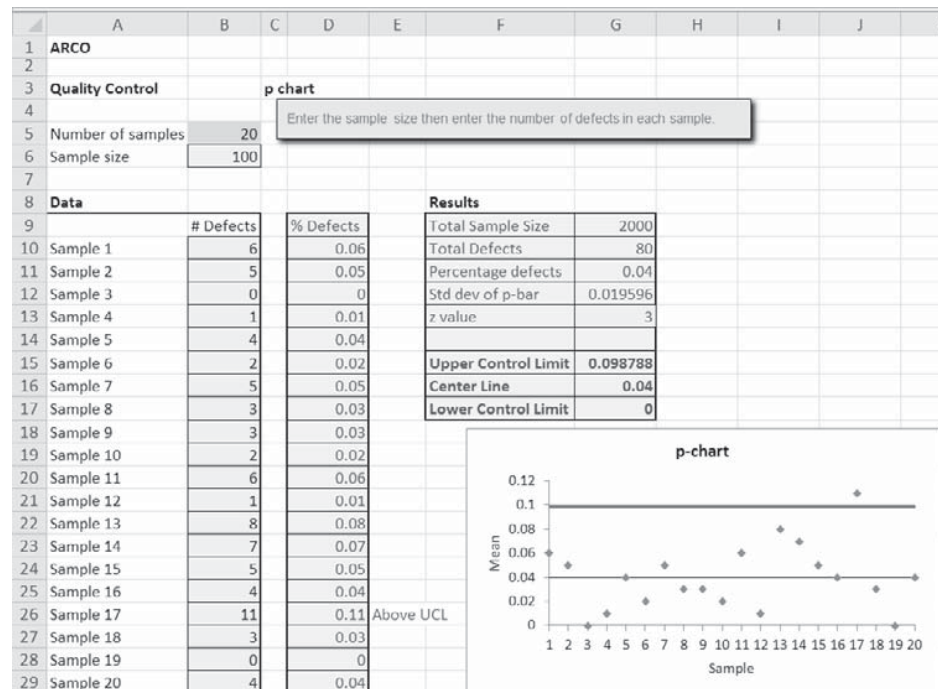 A B C D E F G H I J
1 ARCO
2
3 Quality Control p chart
4 Enter the sample size then enter the number of defects in each sample.
5 Number of samples 20
6 Sample size 100
7
8 Data Results
9 # Defects % Defects Total Sample Size 2000
10 Sample 1 6 0.06 Total Defects 80
11 Sample 2 5 0.05 Percentage defects 0.04
12 Sample 3 0 0 Std dev of p-bar 0.019596
13 Sample 4 1 0.01 z value 3
14 Sample 5 4 0.04
15 Sample 6 2 0.02 Upper Control Limit 0.098788
16 Sample 7 5 0.05 Center Line 0.04
17 Sample 8 3 0.03 Lower Control Limit 0
18 Sample 9 3 0.03
19 Sample 10 2 0.02
20 Sample 11 6 0.06
21 Sample 12 1 0.01
22 Sample 13 8 0.08
23 Sample 14 7 0.07
24 Sample 15 5 0.05
25 Sample 16 4 0.04
26 Sample 17 11 0.11 Above UCL
27 Sample 18 3 0.03
28 Sample 19 0 0
29 Sample 20 4 0.04
p-chart
0.12
0.1
0.08
0.06
0.04
0.02
0
Mean
1 2 3 4 5 6 7 8 9 10 11 12 13 14 15 16 17 18 19 20
Sample